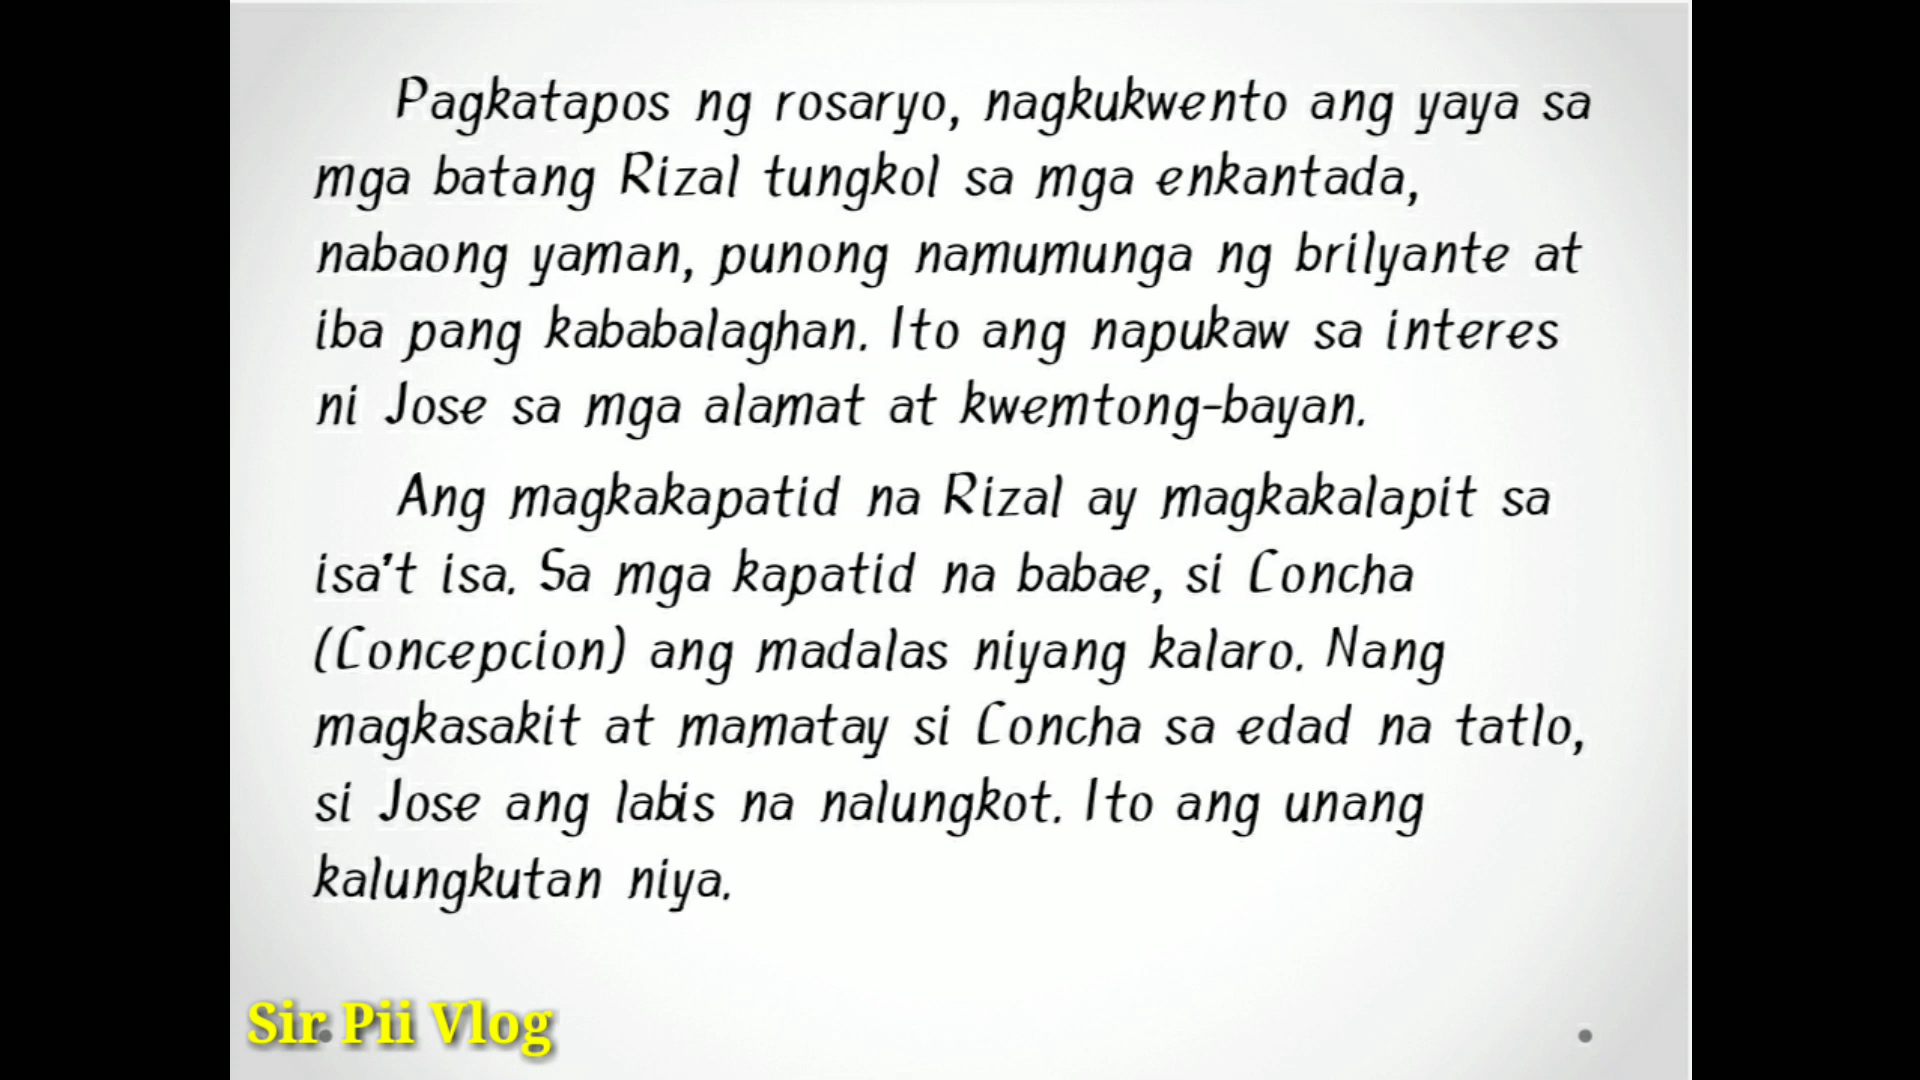 Pagkatapos ng rosaryo, nagkukwento ang yaya sa
mga batang Rizal tungkol sa mga enkantada,
nabaong yaman, punong namumunga ng brilyante at
iba pang kababalaghan. Ito ang napukaw sa interes
ni Jose sa mga alamat at kwemtong-bayan.
Ang magkakapatid na Rizal ay magkakalapit sa
isa't isa. Sa mga kapatid na babae, si Concha
(Concepcion) ang madalas niyang kalaro. Nang
magkasakit at mamatay si Concha sa edad na tatlo,
si Jose ang labis na nalungkot. Ito ang unang
kalungkutan niya.
Sir Pii Vlog